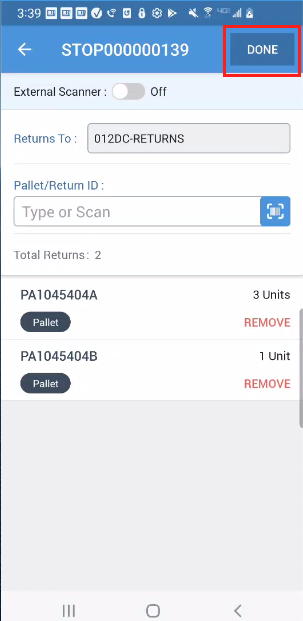 3:39
STOP000000139
DONE
External Scanner : Off
Returns To : 012DC-RETURNS
Pallet/Return ID :
Type or Scan
Total Returns: 2
PA1045404A 3 Units
Pallet REMOVE
PA1045404B 1 Unit
Pallet REMOVE